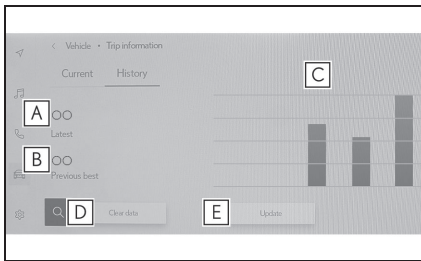 < Vehicle • Trip information
Current History
C
A
OO
Latest
B
OO
Previous best
D
Clear data
E
Update